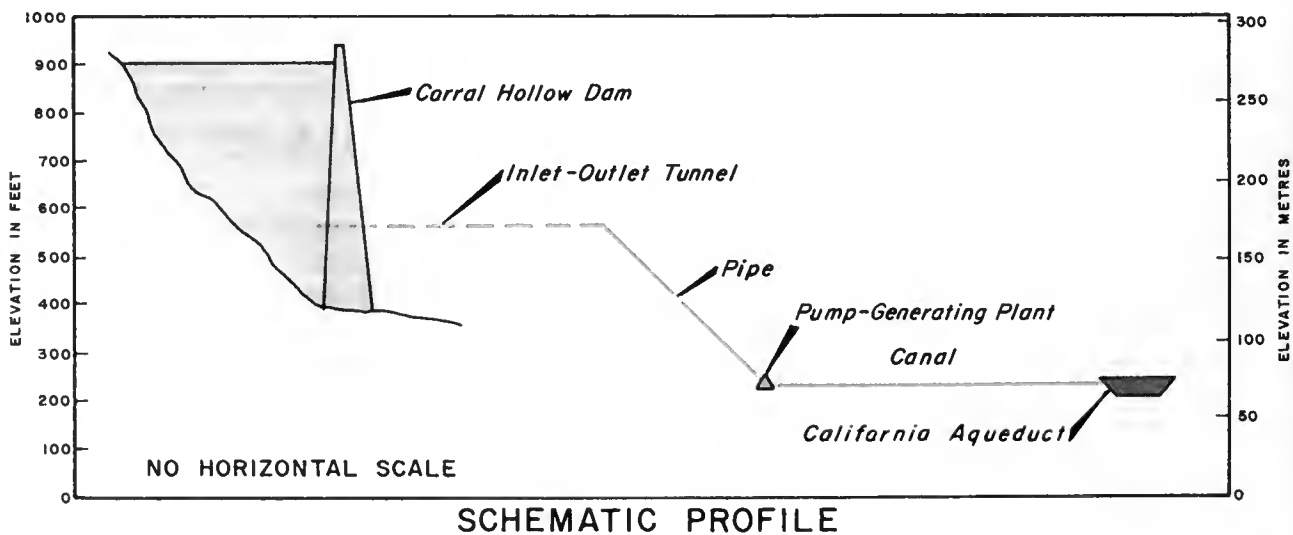 1000
900
800
700
600
500
400
300
200
100
0
ELEVATION IN FEET
Corral Hollow Dam
Inlet-Outlet Tunnel
Pipe
Pump-Generating Plant
Canal
California Aqueduct
NO HORIZONTAL SCALE
300
250
200
150
100
50
0
ELEVATION IN METRES
SCHEMATIC PROFILE